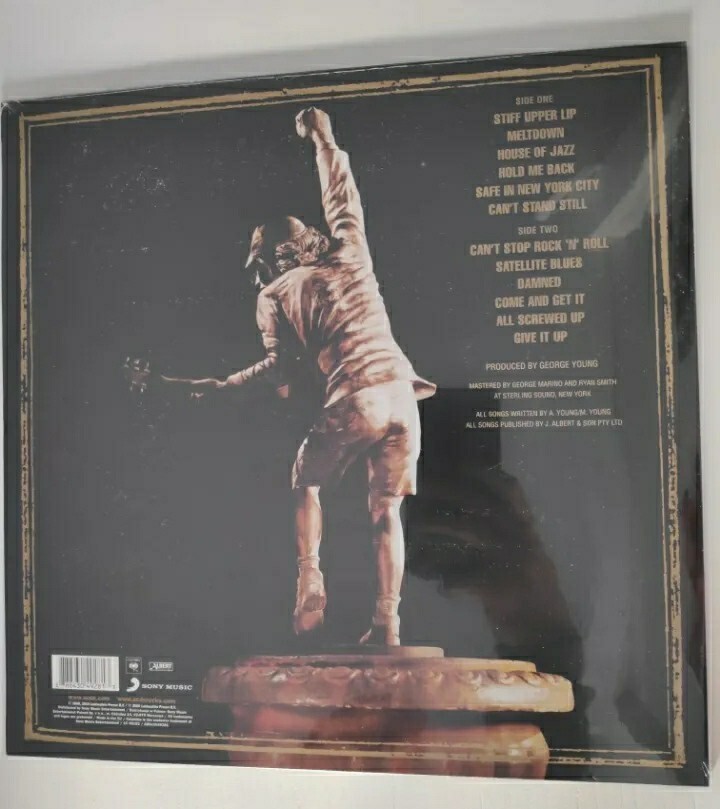 SIDE ONE
STIFF UPPER LIP
MELTDOWN
HOUSE OF JAZZ
HOLD ME BACK
SAFE IN NEW YORK CITY
CAN'T STAND STILL
SIDE TWO
CAN'T STOP ROCK 'N' ROLL
SATELLITE BLUES
DAMNED
COME AND GET IT
ALL SCREWED UP
GIVE IT UP
PRODUCED BY GEORGE YOUNG
MASTERED BY GEORGE MARINO AND RYAN SMITH
AT STERLING SOUND, NEW YORK
ALL SONGS WRITTEN BY A. YOUNG/M. YOUNG
ALL SONGS PUBLISHED BY J. ALBERT & SON PTY LTD
ALBERT
SONY MUSIC